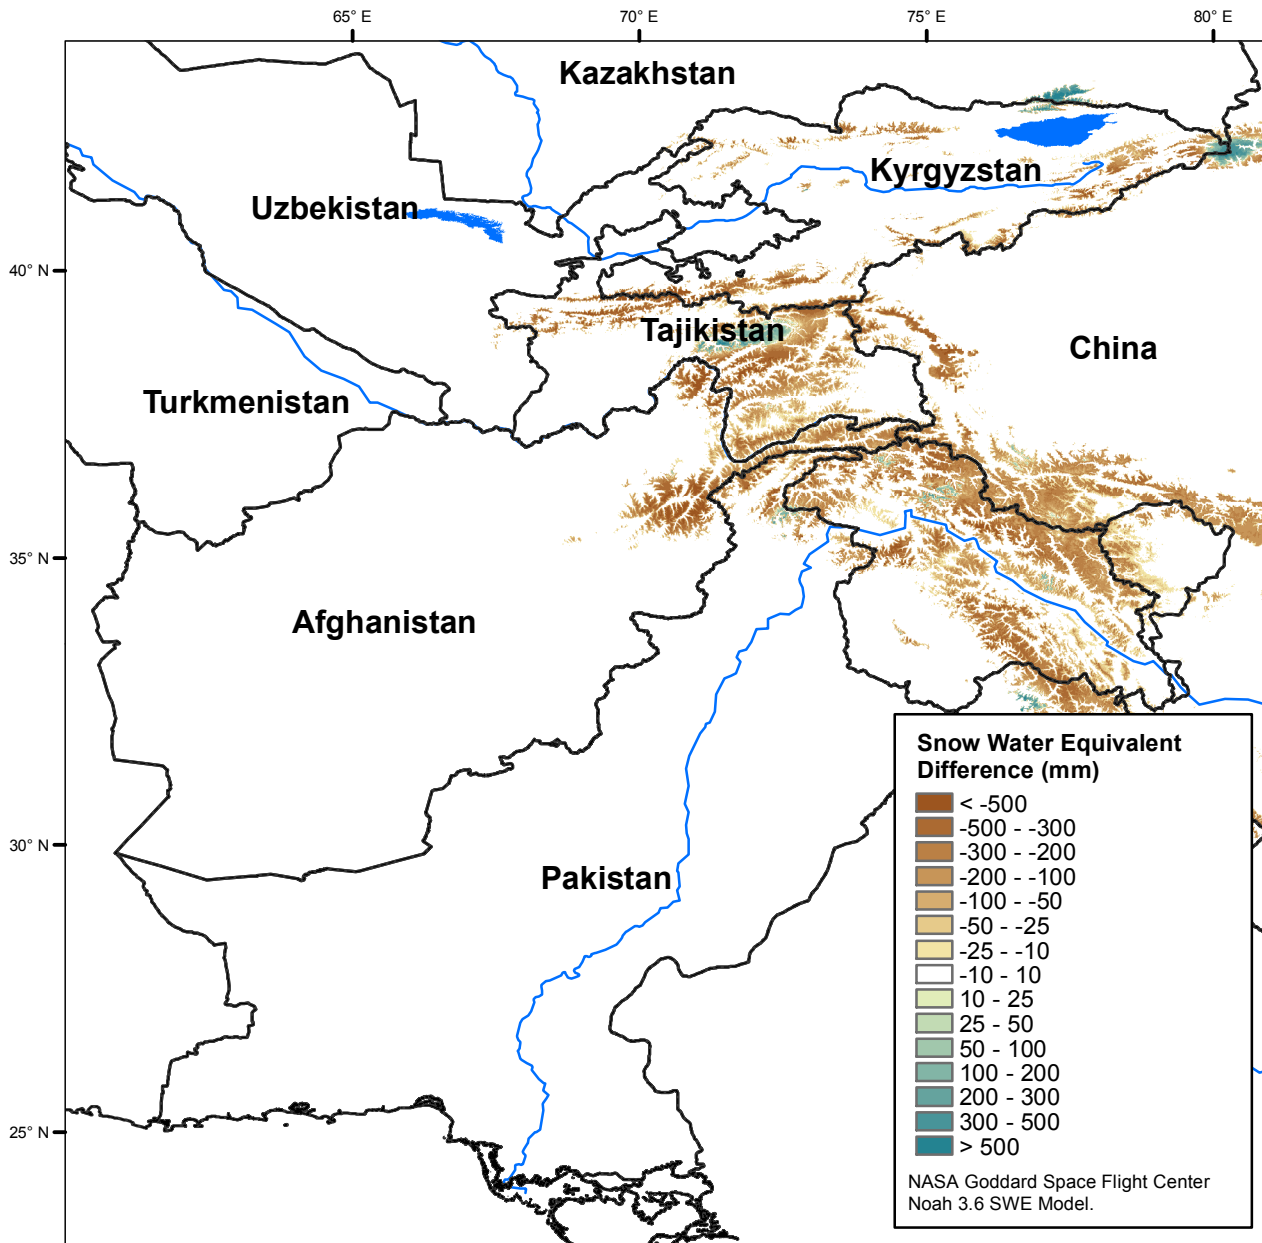 65° E
70° E
75° E
80° E
Kazakhstan
Kyrgyzstan
Uzbekistan
40° N
Tajikistan
China
Turkmenistan
35° N
Afghanistan
30° N
Pakistan
25° N
Snow Water Equivalent
Difference (mm)
< -500
-500 - -300
-300 - -200
-200 - -100
-100 - -50
-50 - -25
-25 - -10
-10 - 10
10 - 25
25 - 50
50 - 100
100 - 200
200 - 300
300 - 500
> 500
NASA Goddard Space Flight Center
Noah 3.6 SWE Model.